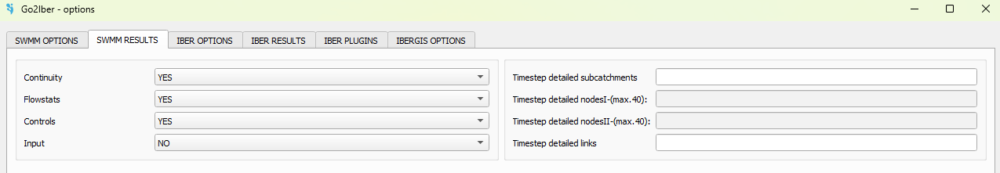 Go2Iber - options
SWMM OPTIONS SWMM RESULTS IBER OPTIONS IBER RESULTS IBER PLUGINS IBERGIS OPTIONS
Continuity YES Timestep detailed subcatchments
Flowstats YES Timestep detailed nodesI-(max.40):
Controls YES Timestep detailed nodesII-(max.40):
Input NO Timestep detailed links